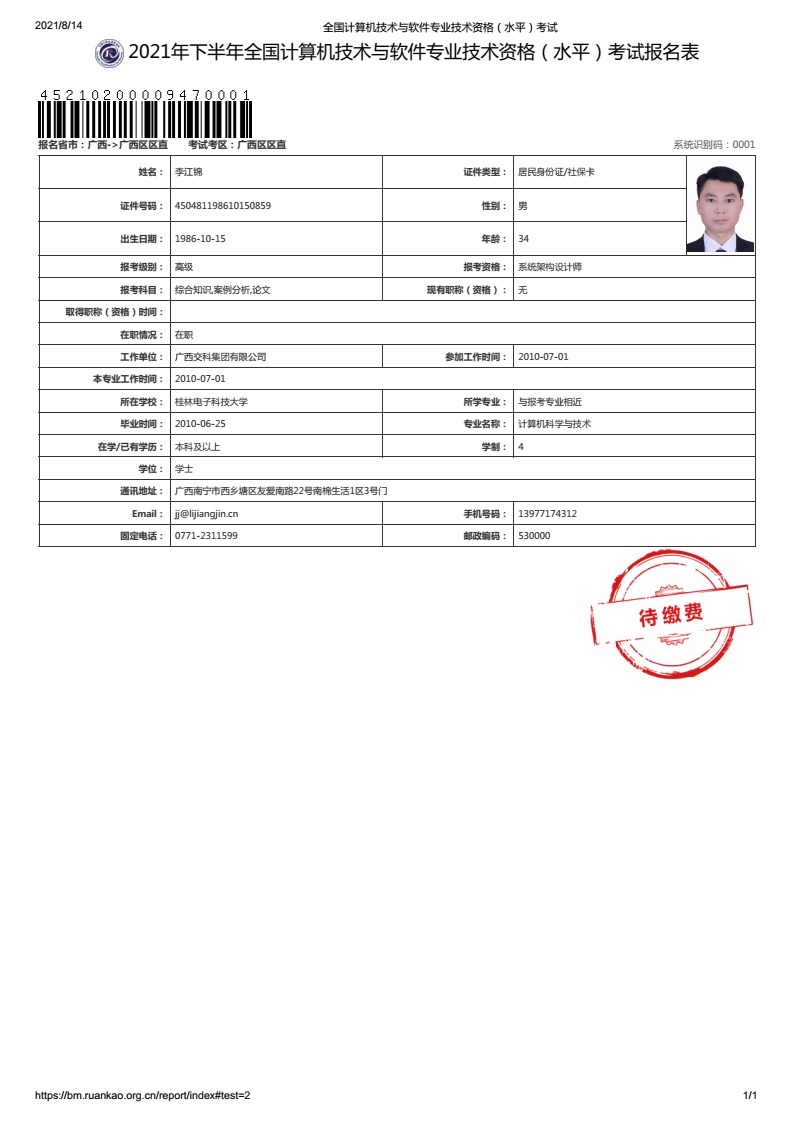 2021/8/14 全国计算机技术与软件专业技术资格（水平）考试
2021年下半年全国计算机技术与软件专业技术资格（水平）考试报名表
4521020000947​0001
报名省市：广西->广西区区直 考试考区：广西区区直 系统识别码：0001
姓名： 李江锦 证件类型： 居民身份证/社保卡
证件号码： 450481198610150859 性别： 男
出生日期： 1986-10-15 年龄： 34
报考级别： 高级 报考资格： 系统架构设计师
报考科目： 综合知识,案例分析,论文 现有职称（资格）： 无
取得职称（资格）时间：
在职情况： 在职
工作单位： 广西交科集团有限公司 参加工作时间： 2010-07-01
本专业工作时间： 2010-07-01
所在学校： 桂林电子科技大学 所学专业： 与报考专业相近
毕业时间： 2010-06-25 专业名称： 计算机科学与技术
在学/已有学历： 本科及以上 学制： 4
学位： 学士
通讯地址： 广西南宁市西乡塘区友爱南路22号南棉生活1区3号门
Email： jj@lijiangjin.cn 手机号码： 13977174312
固定电话： 0771-2311599 邮政编码： 530000
待缴费
https://bm.ruankao.org.cn/report/index#test=2 1/1